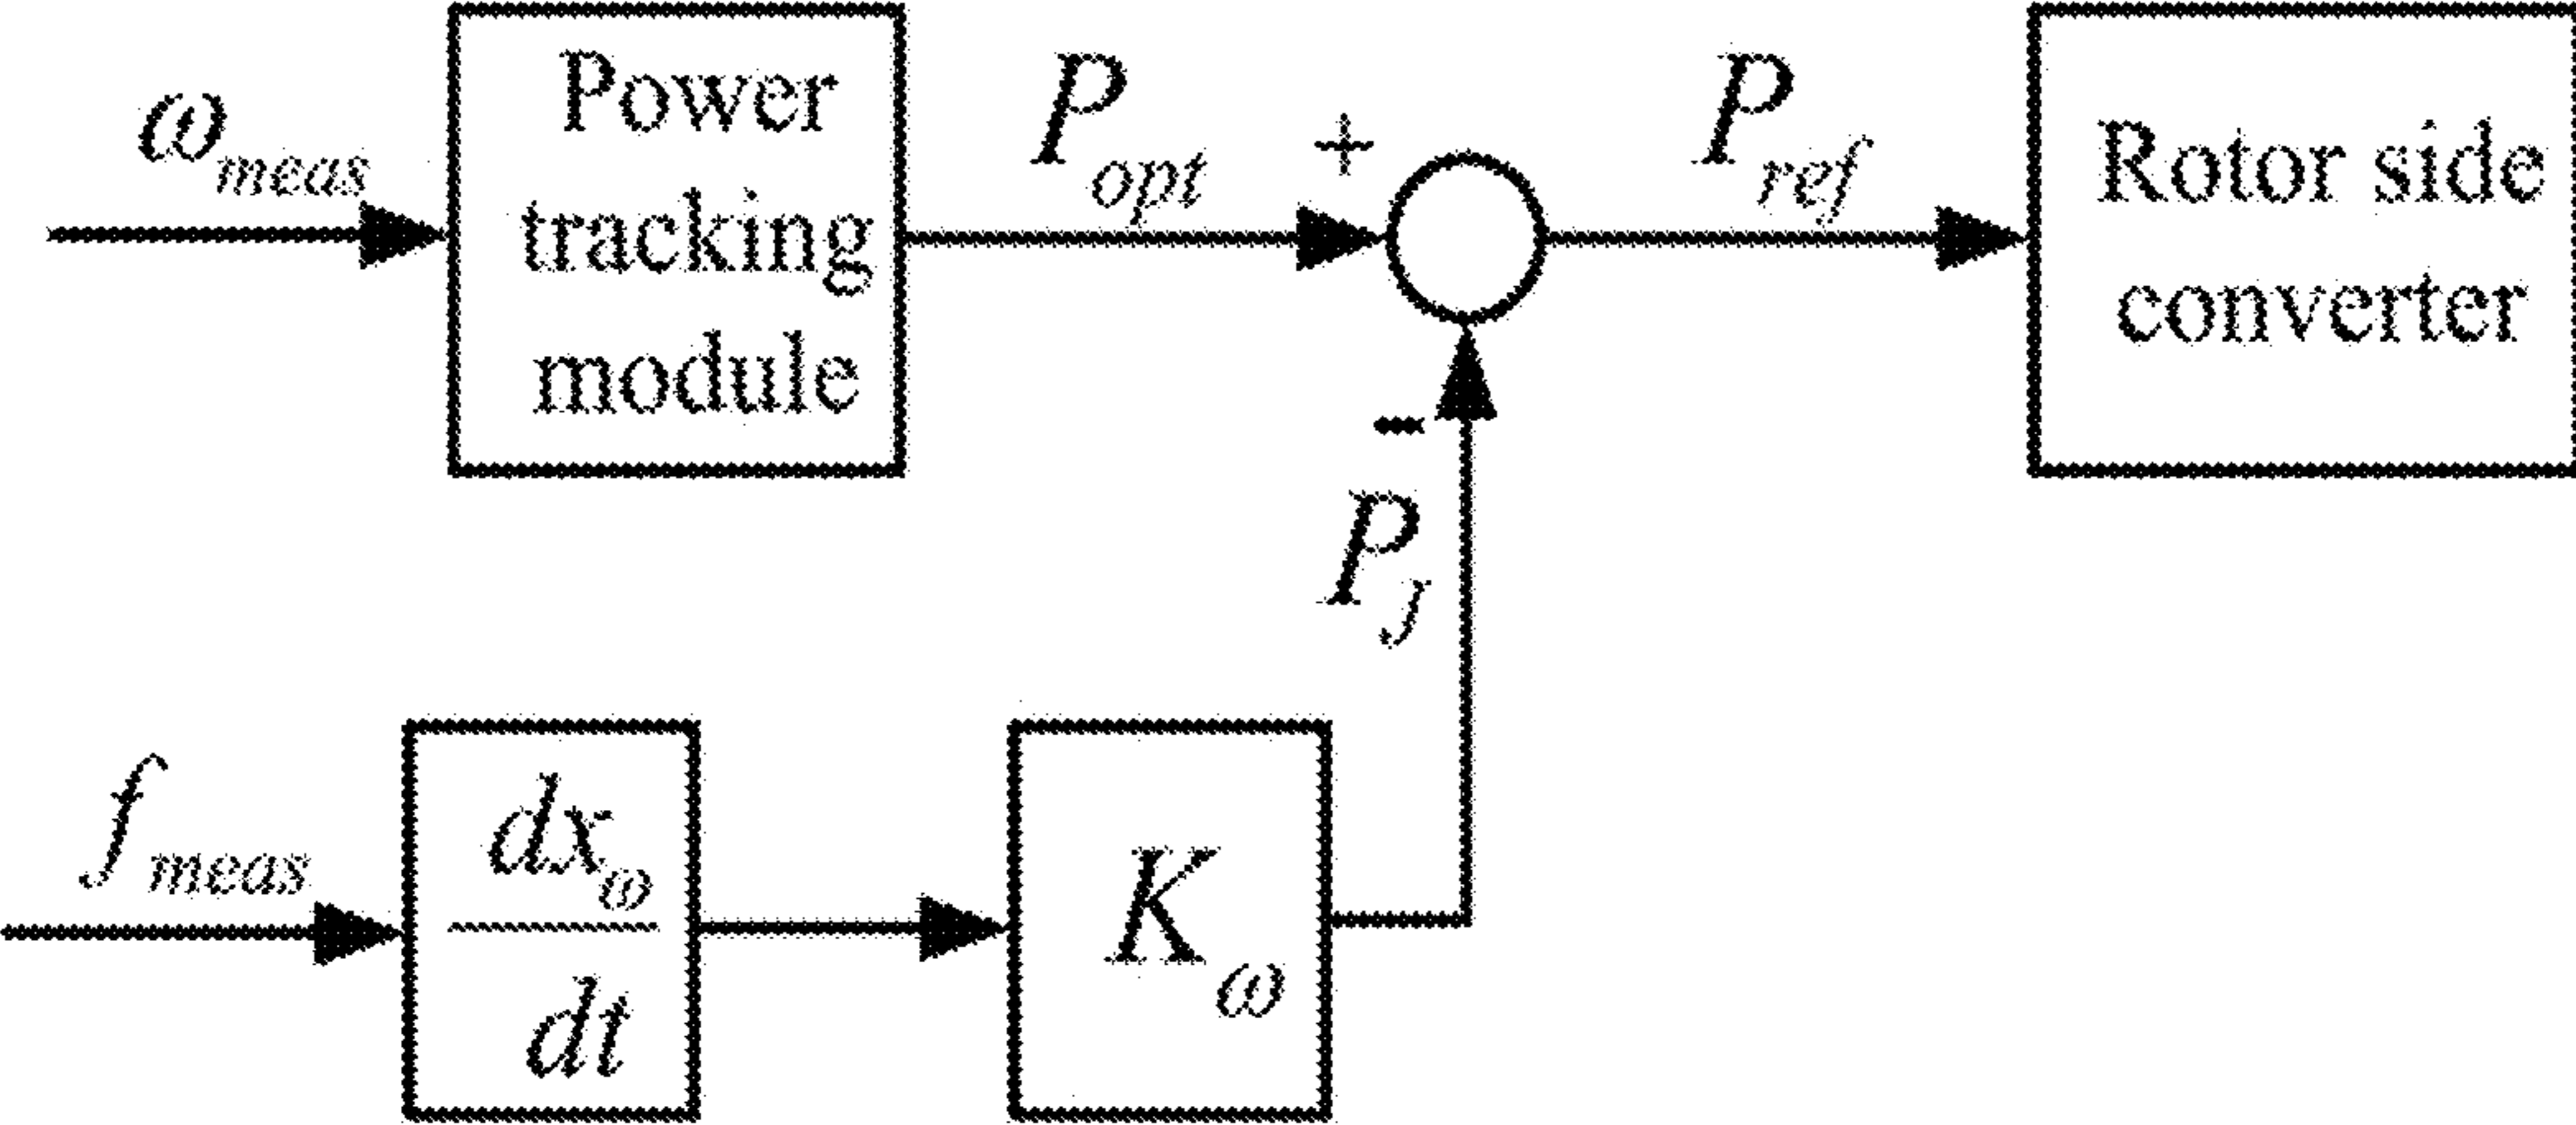 ω_meas
Power
tracking
module
P_opt
+
P_ref
Rotor side
converter
-
P_J
f_meas
dx_ω
dt
K_ω